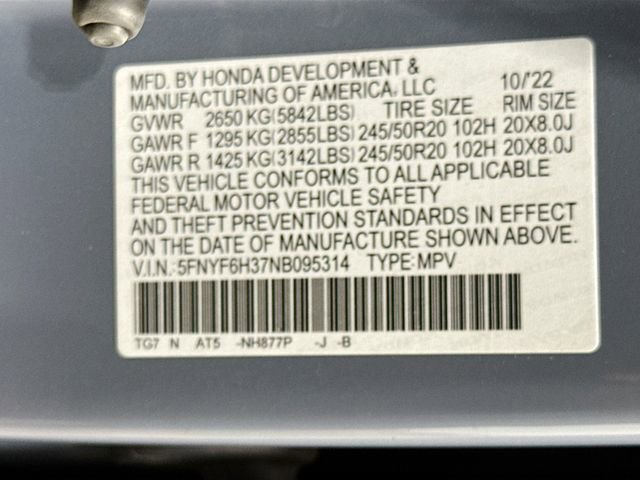 MFD. BY HONDA DEVELOPMENT &
MANUFACTURING OF AMERICA, LLC 10/'22
GVWR 2650 KG(5842LBS) TIRE SIZE RIM SIZE
GAWR F 1295 KG(2855LBS) 245/50R20 102H 20X8.0J
GAWR R 1425 KG(3142LBS) 245/50R20 102H 20X8.0J
THIS VEHICLE CONFORMS TO ALL APPLICABLE
FEDERAL MOTOR VEHICLE SAFETY
AND THEFT PREVENTION STANDARDS IN EFFECT
ON THE DATE OF MANUFACTURE SHOWN ABOVE.
V.I.N.:5FNYF6H37NB095314 TYPE:MPV
TG7 N AT5 -NH877P -J -B